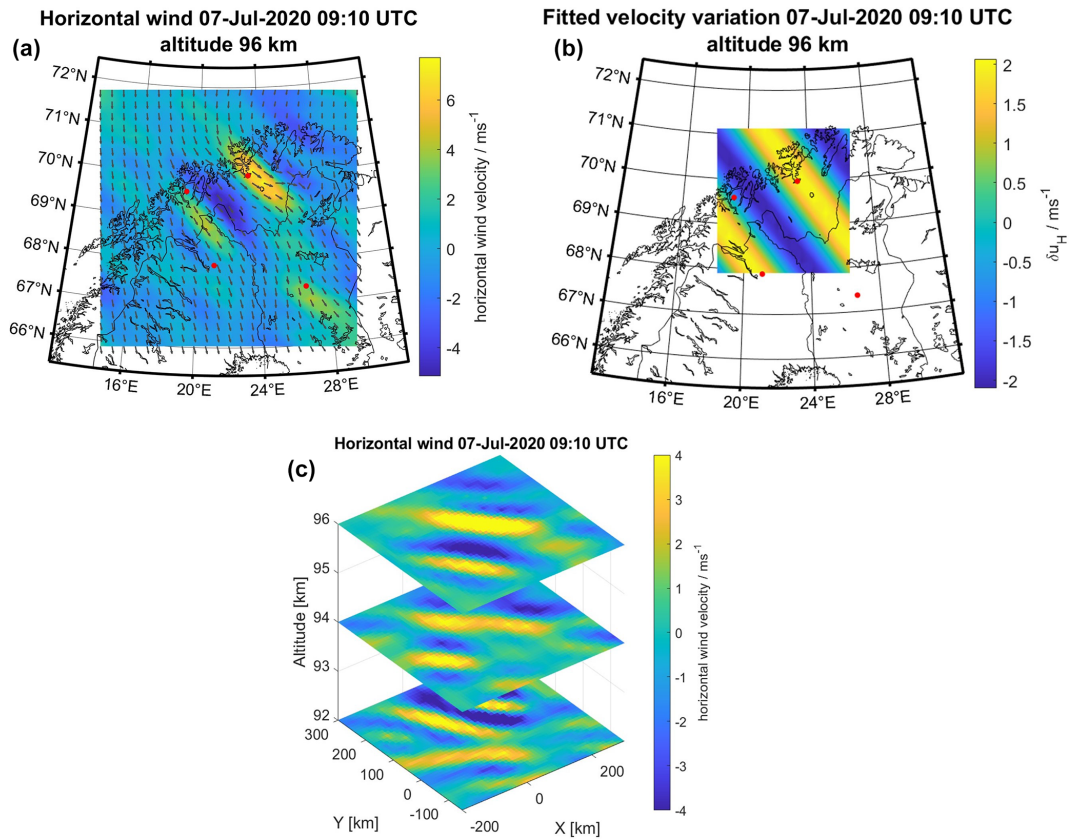 Horizontal wind 07-Jul-2020 09:10 UTC
altitude 96 km
(a)
72°N
71°N
70°N
69°N
68°N
67°N
66°N
16°E
20°E
24°E
28°E
6
4
2
0
-2
-4
horizontal wind velocity / ms-1
Fitted velocity variation 07-Jul-2020 09:10 UTC
altitude 96 km
(b)
72°N
71°N
70°N
69°N
68°N
67°N
66°N
16°E
20°E
24°E
28°E
2
1.5
1
0.5
0
-0.5
-1
-1.5
-2
δuH / ms-1
Horizontal wind 07-Jul-2020 09:10 UTC
(c)
96
95
94
93
92
Altitude [km]
300
200
100
0
-100
Y [km]
-200
0
200
X [km]
4
3
2
1
0
-1
-2
-3
-4
horizontal wind velocity / ms-1